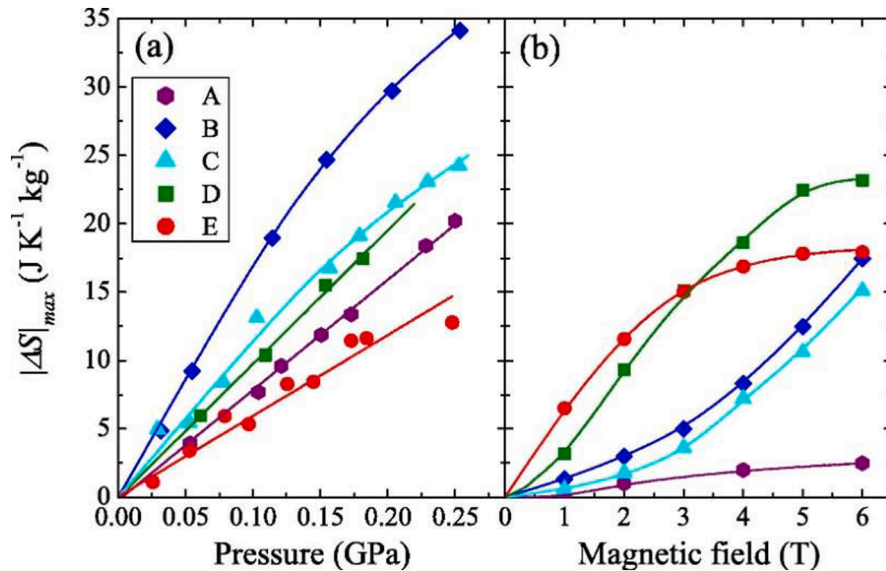 (a)
(b)
A
B
C
D
E
|ΔS|max (J K⁻¹ kg⁻¹)
35
30
25
20
15
10
5
0
0.00 0.05 0.10 0.15 0.20 0.25
0 1 2 3 4 5 6
Pressure (GPa)
Magnetic field (T)